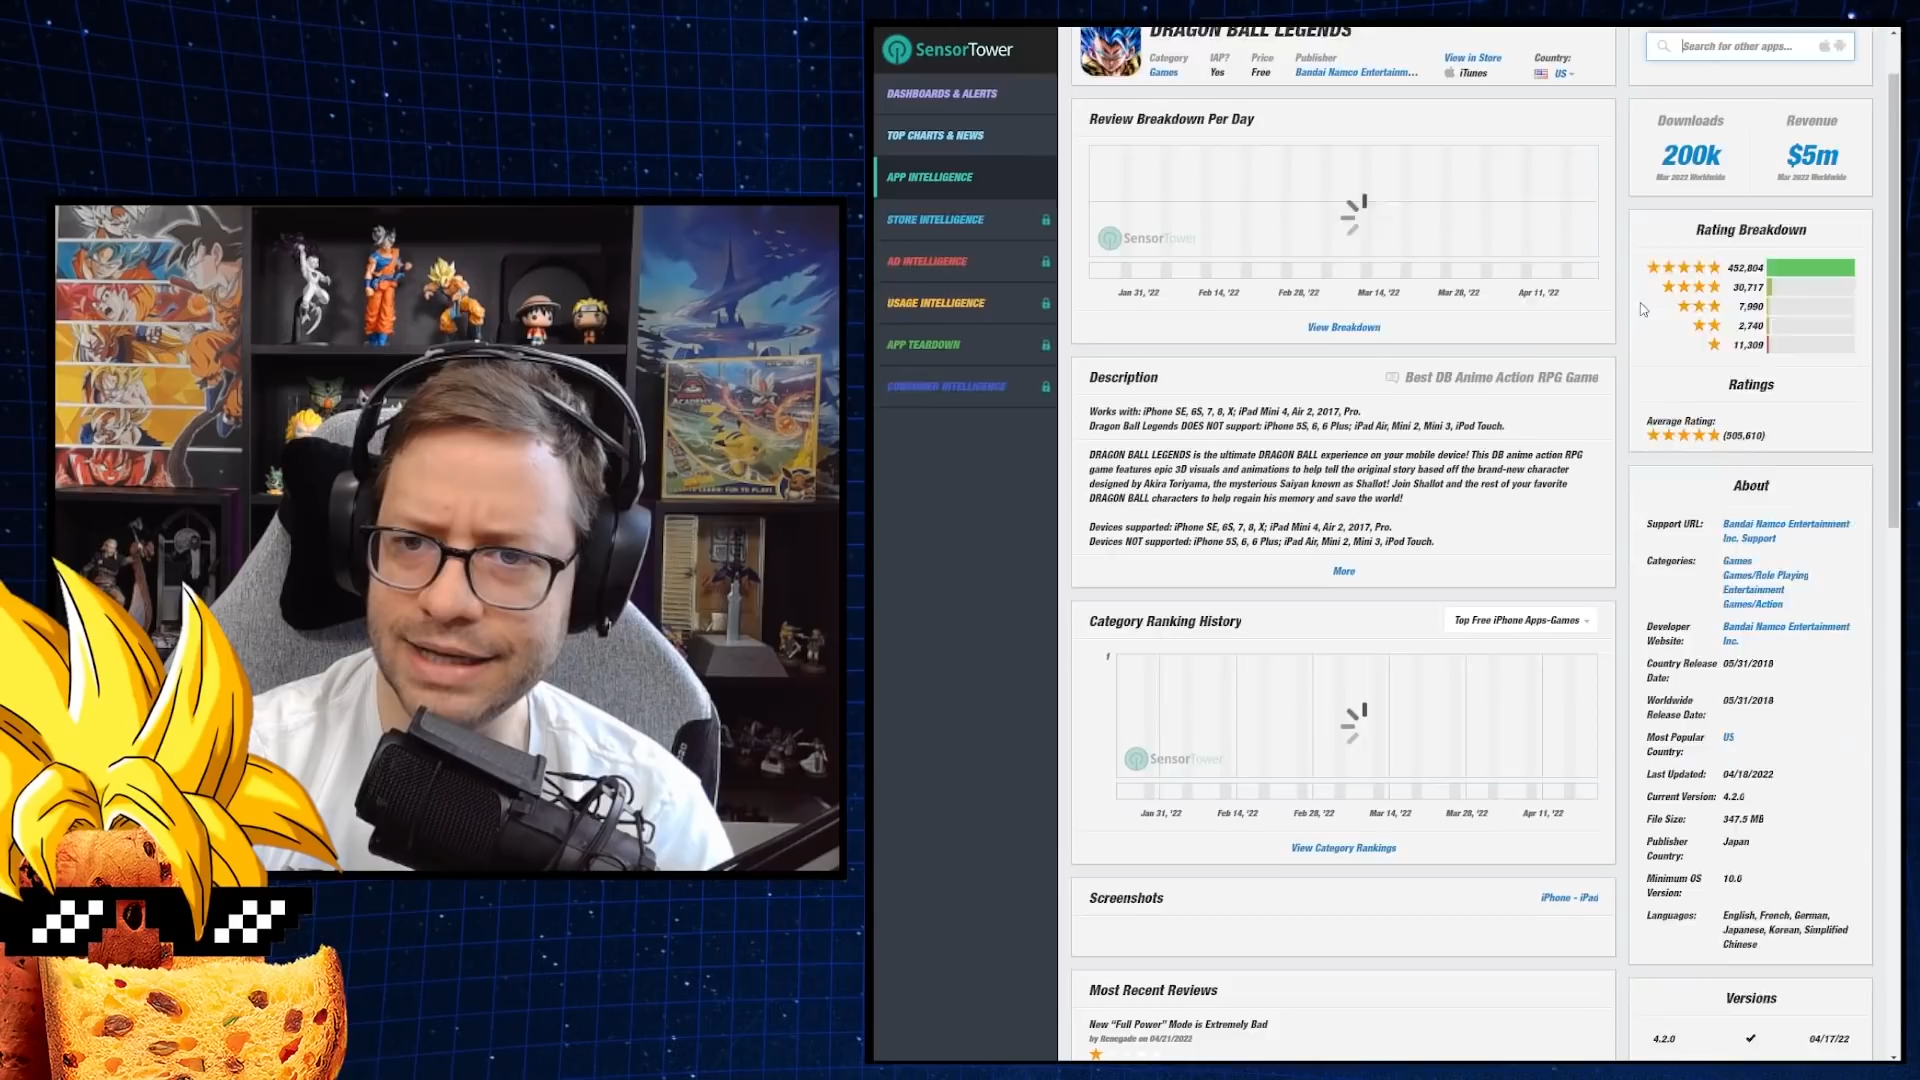 SensorTower
DASHBOARDS & ALERTS
TOP CHARTS & NEWS
APP INTELLIGENCE
STORE INTELLIGENCE
AD INTELLIGENCE
USAGE INTELLIGENCE
APP TEARDOWN
CONSUMER INTELLIGENCE
DRAGON BALL LEGENDS
Category IAP? Price Publisher View in Store Country:
Games Yes Free Bandai Namco Entertainm... iTunes US
Review Breakdown Per Day
SensorTower
Jan 31, '22 Feb 14, '22 Feb 28, '22 Mar 14, '22 Mar 28, '22 Apr 11, '22
View Breakdown
Description Best DB Anime Action RPG Game
Works with: iPhone SE, 6S, 7, 8, X; iPad Mini 4, Air 2, 2017, Pro.
Dragon Ball Legends DOES NOT support: iPhone 5S, 6, 6 Plus; iPad Air, Mini 2, Mini 3, iPod Touch.
DRAGON BALL LEGENDS is the ultimate DRAGON BALL experience on your mobile device! This DB anime action RPG
game features epic 3D visuals and animations to help tell the original story based off the brand-new character
designed by Akira Toriyama, the mysterious Saiyan known as Shallot! Join Shallot and the rest of your favorite
DRAGON BALL characters to help regain his memory and save the world!
Devices supported: iPhone SE, 6S, 7, 8, X; iPad Mini 4, Air 2, 2017, Pro.
Devices NOT supported: iPhone 5S, 6, 6 Plus; iPad Air, Mini 2, Mini 3, iPod Touch.
More
Category Ranking History Top Free iPhone Apps-Games
1
SensorTower
Jan 31, '22 Feb 14, '22 Feb 28, '22 Mar 14, '22 Mar 28, '22 Apr 11, '22
View Category Rankings
Screenshots iPhone - iPad
Most Recent Reviews
New "Full Power" Mode is Extremely Bad
by Renegade on 04/21/2022
Search for other apps...
Downloads Revenue
200k $5m
Mar 2022 Worldwide Mar 2022 Worldwide
Rating Breakdown
452,804
30,717
7,990
2,740
11,309
Ratings
Average Rating:
(505,610)
About
Support URL: Bandai Namco Entertainment
Inc. Support
Categories: Games
Games/Role Playing
Entertainment
Games/Action
Developer Bandai Namco Entertainment
Website: Inc.
Country Release 05/31/2018
Date:
Worldwide 05/31/2018
Release Date:
Most Popular US
Country:
Last Updated: 04/18/2022
Current Version: 4.2.0
File Size: 347.5 MB
Publisher Japan
Country:
Minimum OS 10.0
Version:
Languages: English, French, German,
Japanese, Korean, Simplified
Chinese
Versions
4.2.0 04/17/22
ACADEMY